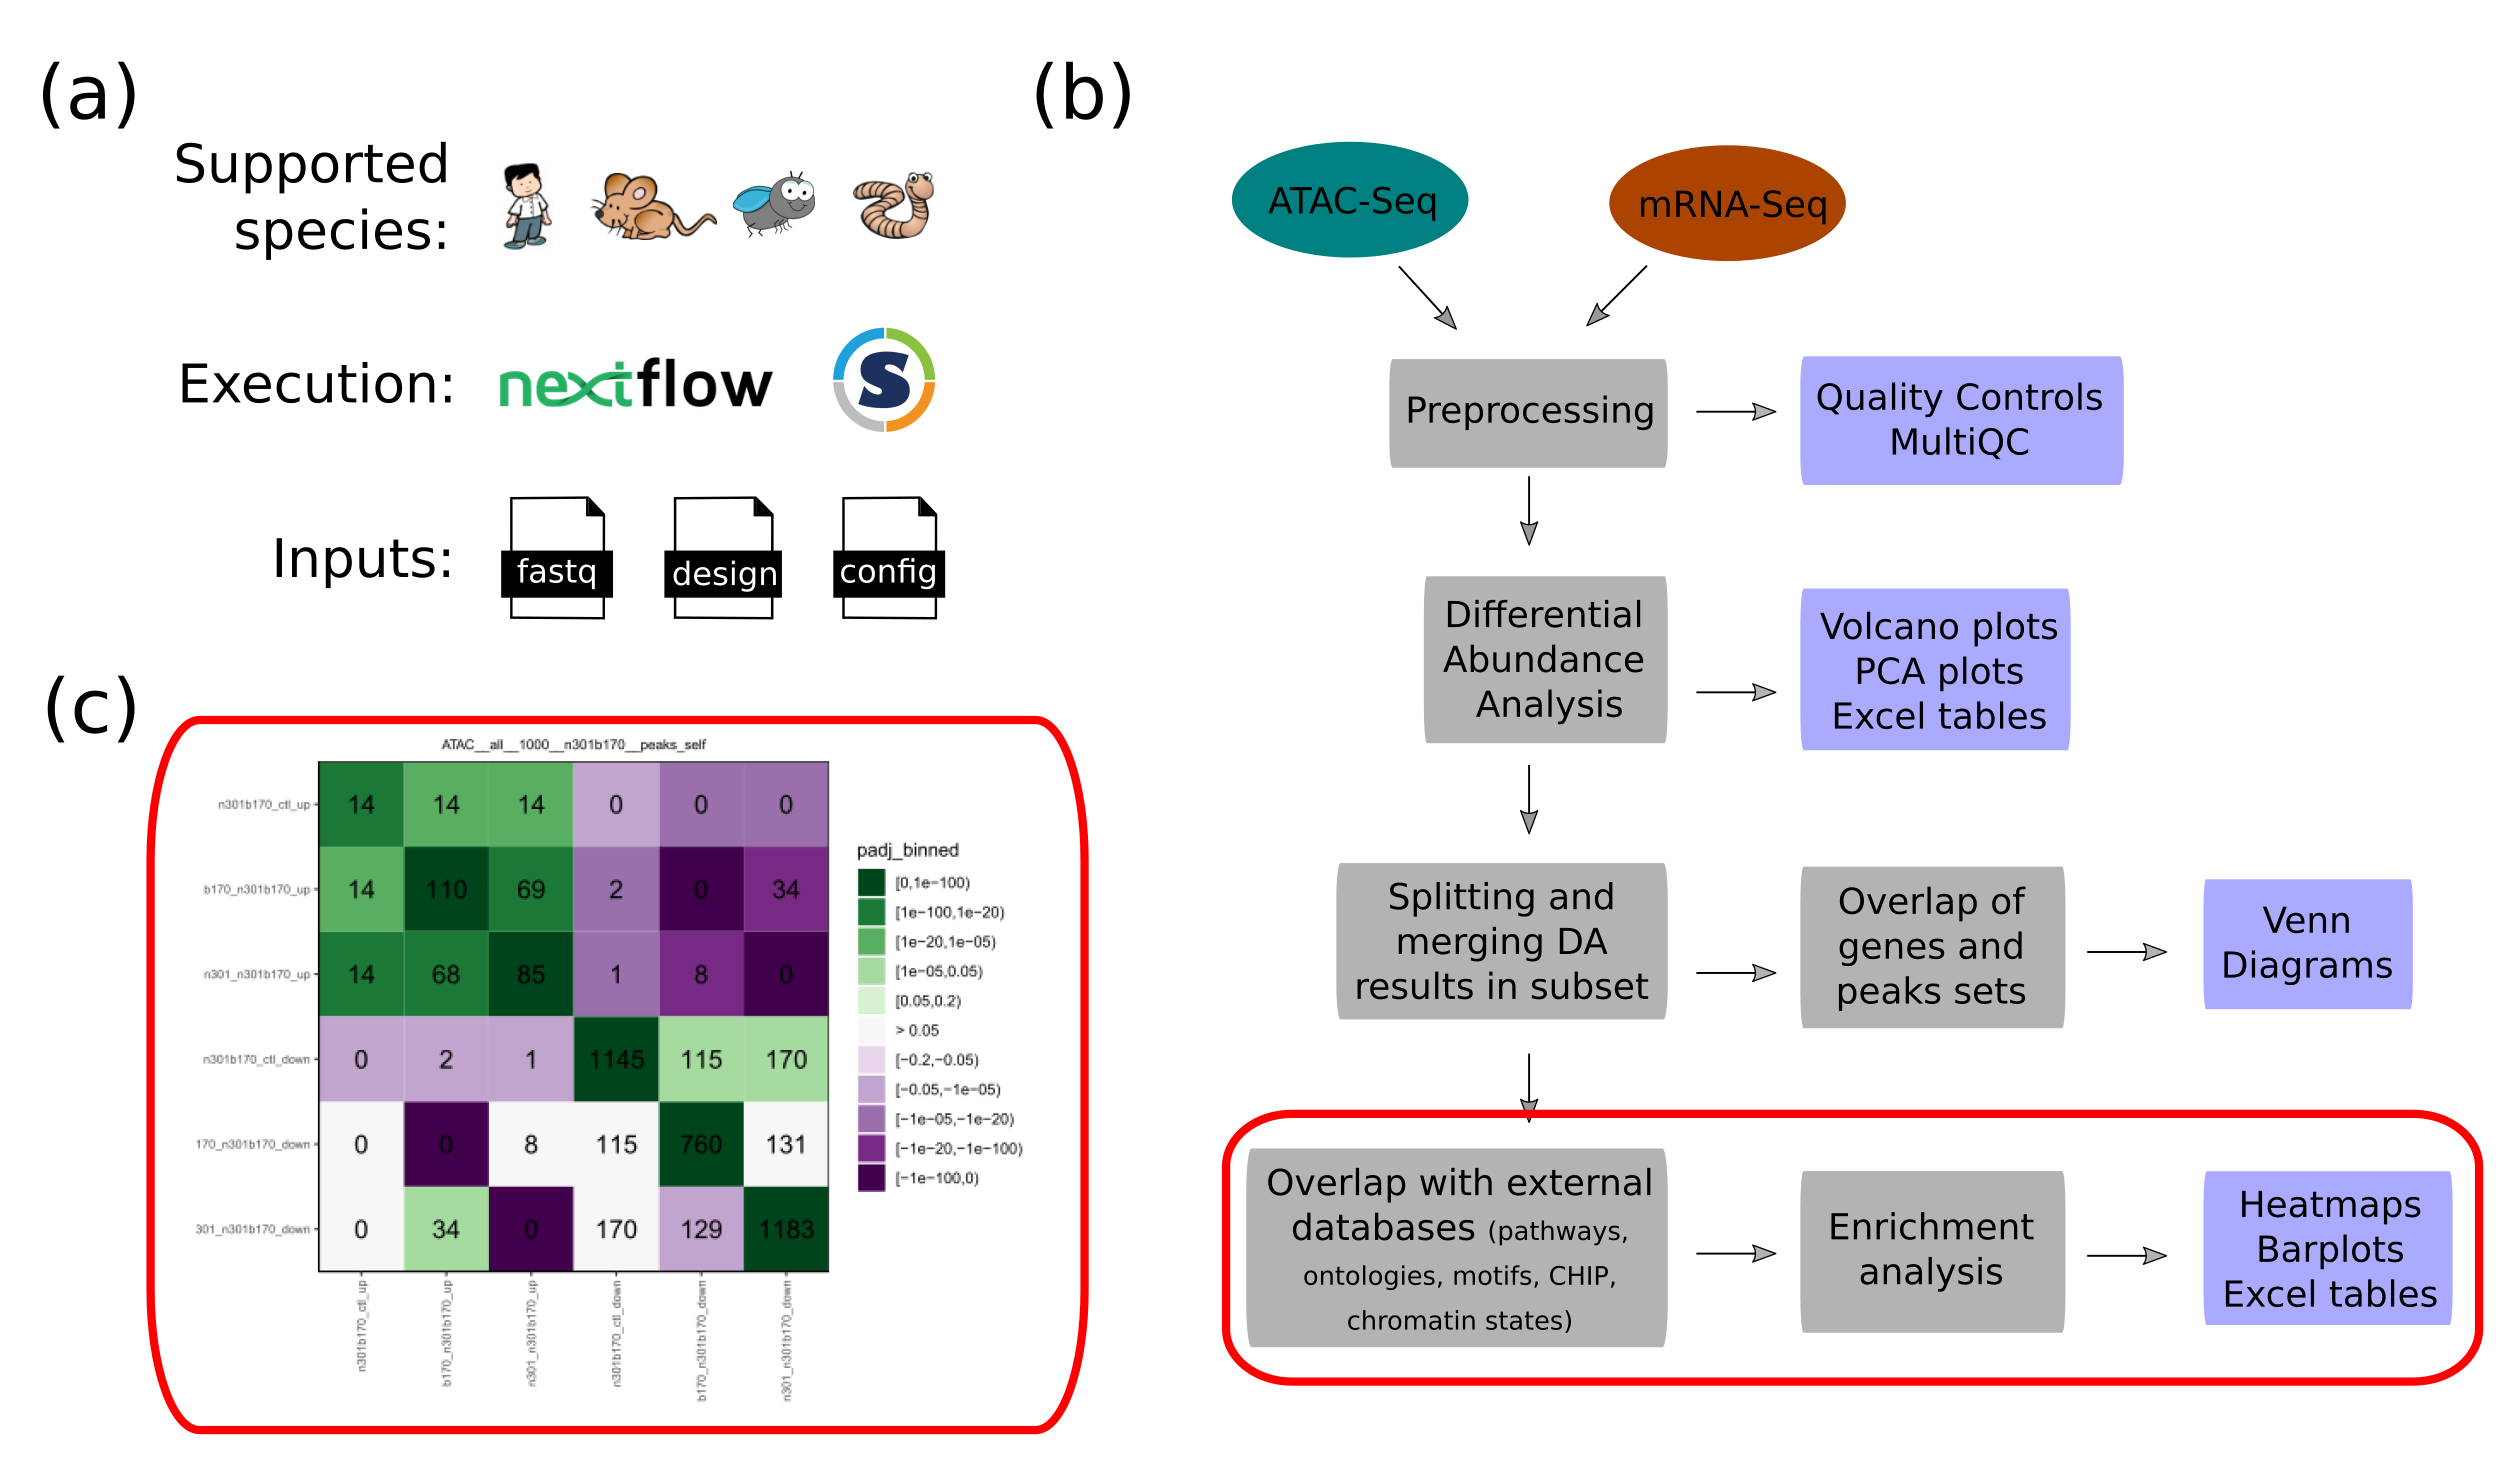 (a)
Supported
species:
Execution:
nextflow
S
Inputs:
fastq
design
config
(b)
ATAC-Seq
mRNA-Seq
Preprocessing
Quality Controls
MultiQC
Differential
Abundance
Analysis
Volcano plots
PCA plots
Excel tables
Splitting and
merging DA
results in subset
Overlap of
genes and
peaks sets
Venn
Diagrams
Overlap with external
databases (pathways,
ontologies, motifs, CHIP,
chromatin states)
Enrichment
analysis
Heatmaps
Barplots
Excel tables
(c)
ATAC__all__1000__n301b170__peaks_self
n301b170_ctl_up 14 14 14 0 0 0
b170_n301b170_up 14 110 69 2 0 34
n301_n301b170_up 14 68 85 1 8 0
n301b170_ctl_down 0 2 1 1145 115 170
170_n301b170_down 0 0 8 115 760 131
301_n301b170_down 0 34 0 170 129 1183
n301b170_ctl_up
b170_n301b170_up
n301_n301b170_up
n301b170_ctl_down
b170_n301b170_down
n301_n301b170_down
padj_binned
[0,1e−100)
[1e−100,1e−20)
[1e−20,1e−05)
[1e−05,0.05)
[0.05,0.2)
> 0.05
[−0.2,−0.05)
[−0.05,−1e−05)
[−1e−05,−1e−20)
[−1e−20,−1e−100)
[−1e−100,0)